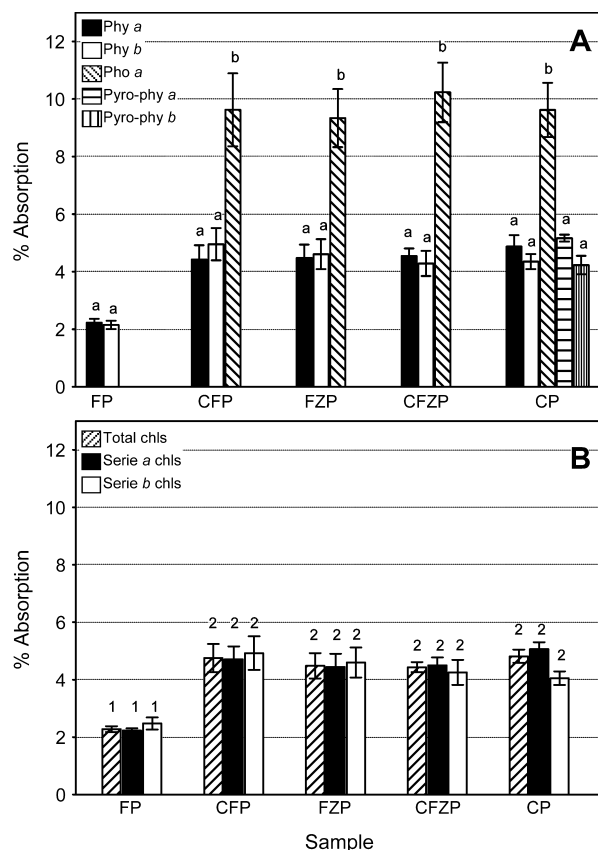 Phy a
Phy b
Pho a
Pyro-phy a
Pyro-phy b
A
% Absorption
12
10
8
6
4
2
0
a a
a a b
a a b
a a b
a a b a a
FP CFP FZP CFZP CP
Total chls
Serie a chls
Serie b chls
B
% Absorption
12
10
8
6
4
2
0
1 1 1
2 2 2
2 2 2
2 2 2
2 2 2
FP CFP FZP CFZP CP
Sample